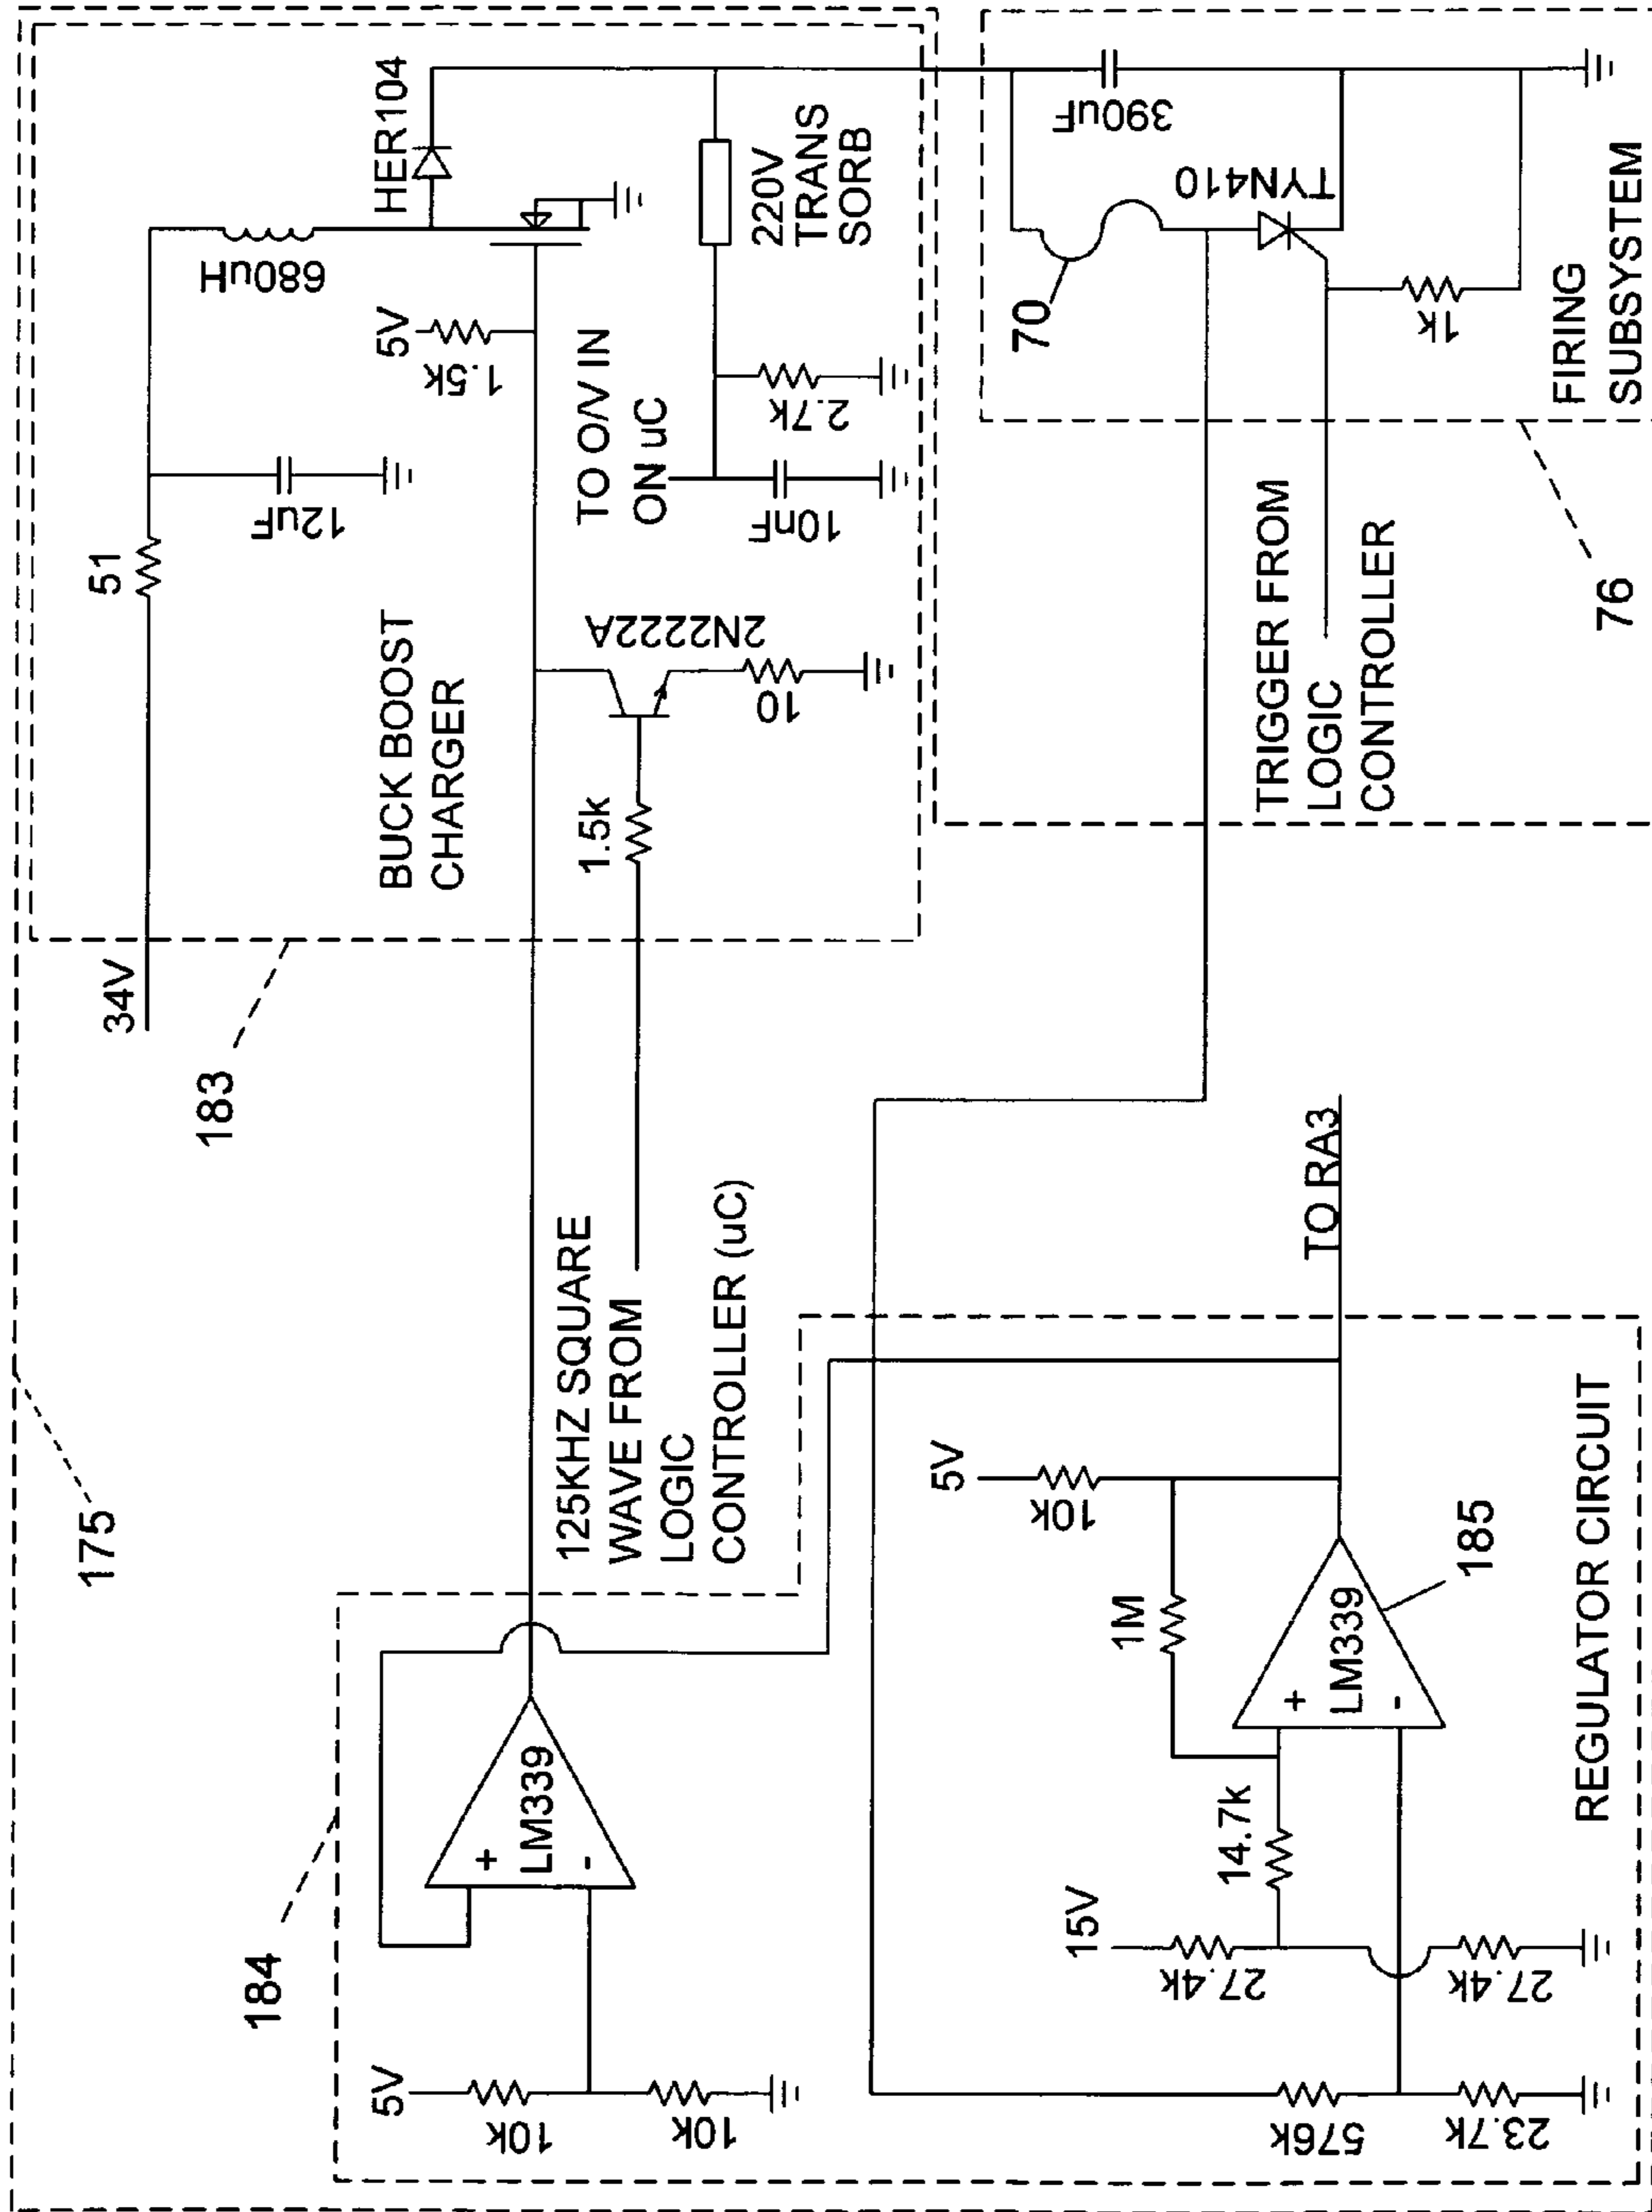 175
183
34V
51
12uF
680uH
HER104
BUCK BOOST
CHARGER
5V
1.5k
TO O/V IN
ON uC
220V
TRANS
SORB
2N2222A
1.5k
10
10nF
2.7k
125KHZ SQUARE
WAVE FROM
LOGIC
CONTROLLER (uC)
184
+
LM339
-
5V
10k
10k
390uF
TYN410
70
1k
TRIGGER FROM
LOGIC
CONTROLLER
FIRING
SUBSYSTEM
76
TO RA3
5V
10k
1M
+
LM339
-
185
14.7k
15V
27.4k
27.4k
576k
23.7k
REGULATOR CIRCUIT